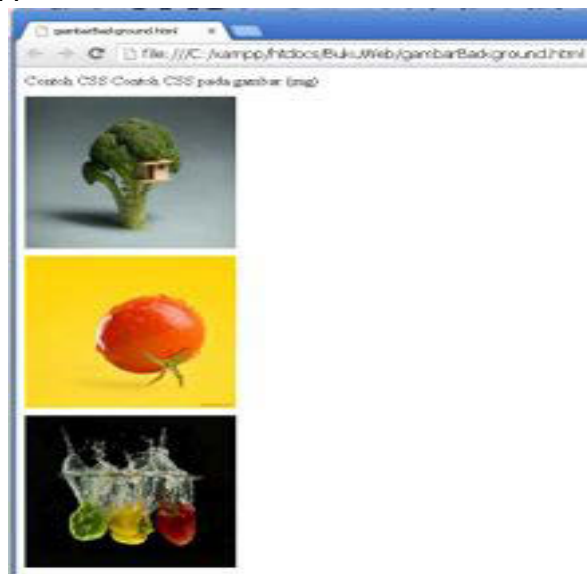 gambarBackground.html
file:///C:/xampp/htdocs/BukuWeb/gambarBackground.html
Contoh CSS Contoh CSS pada gambar (img)